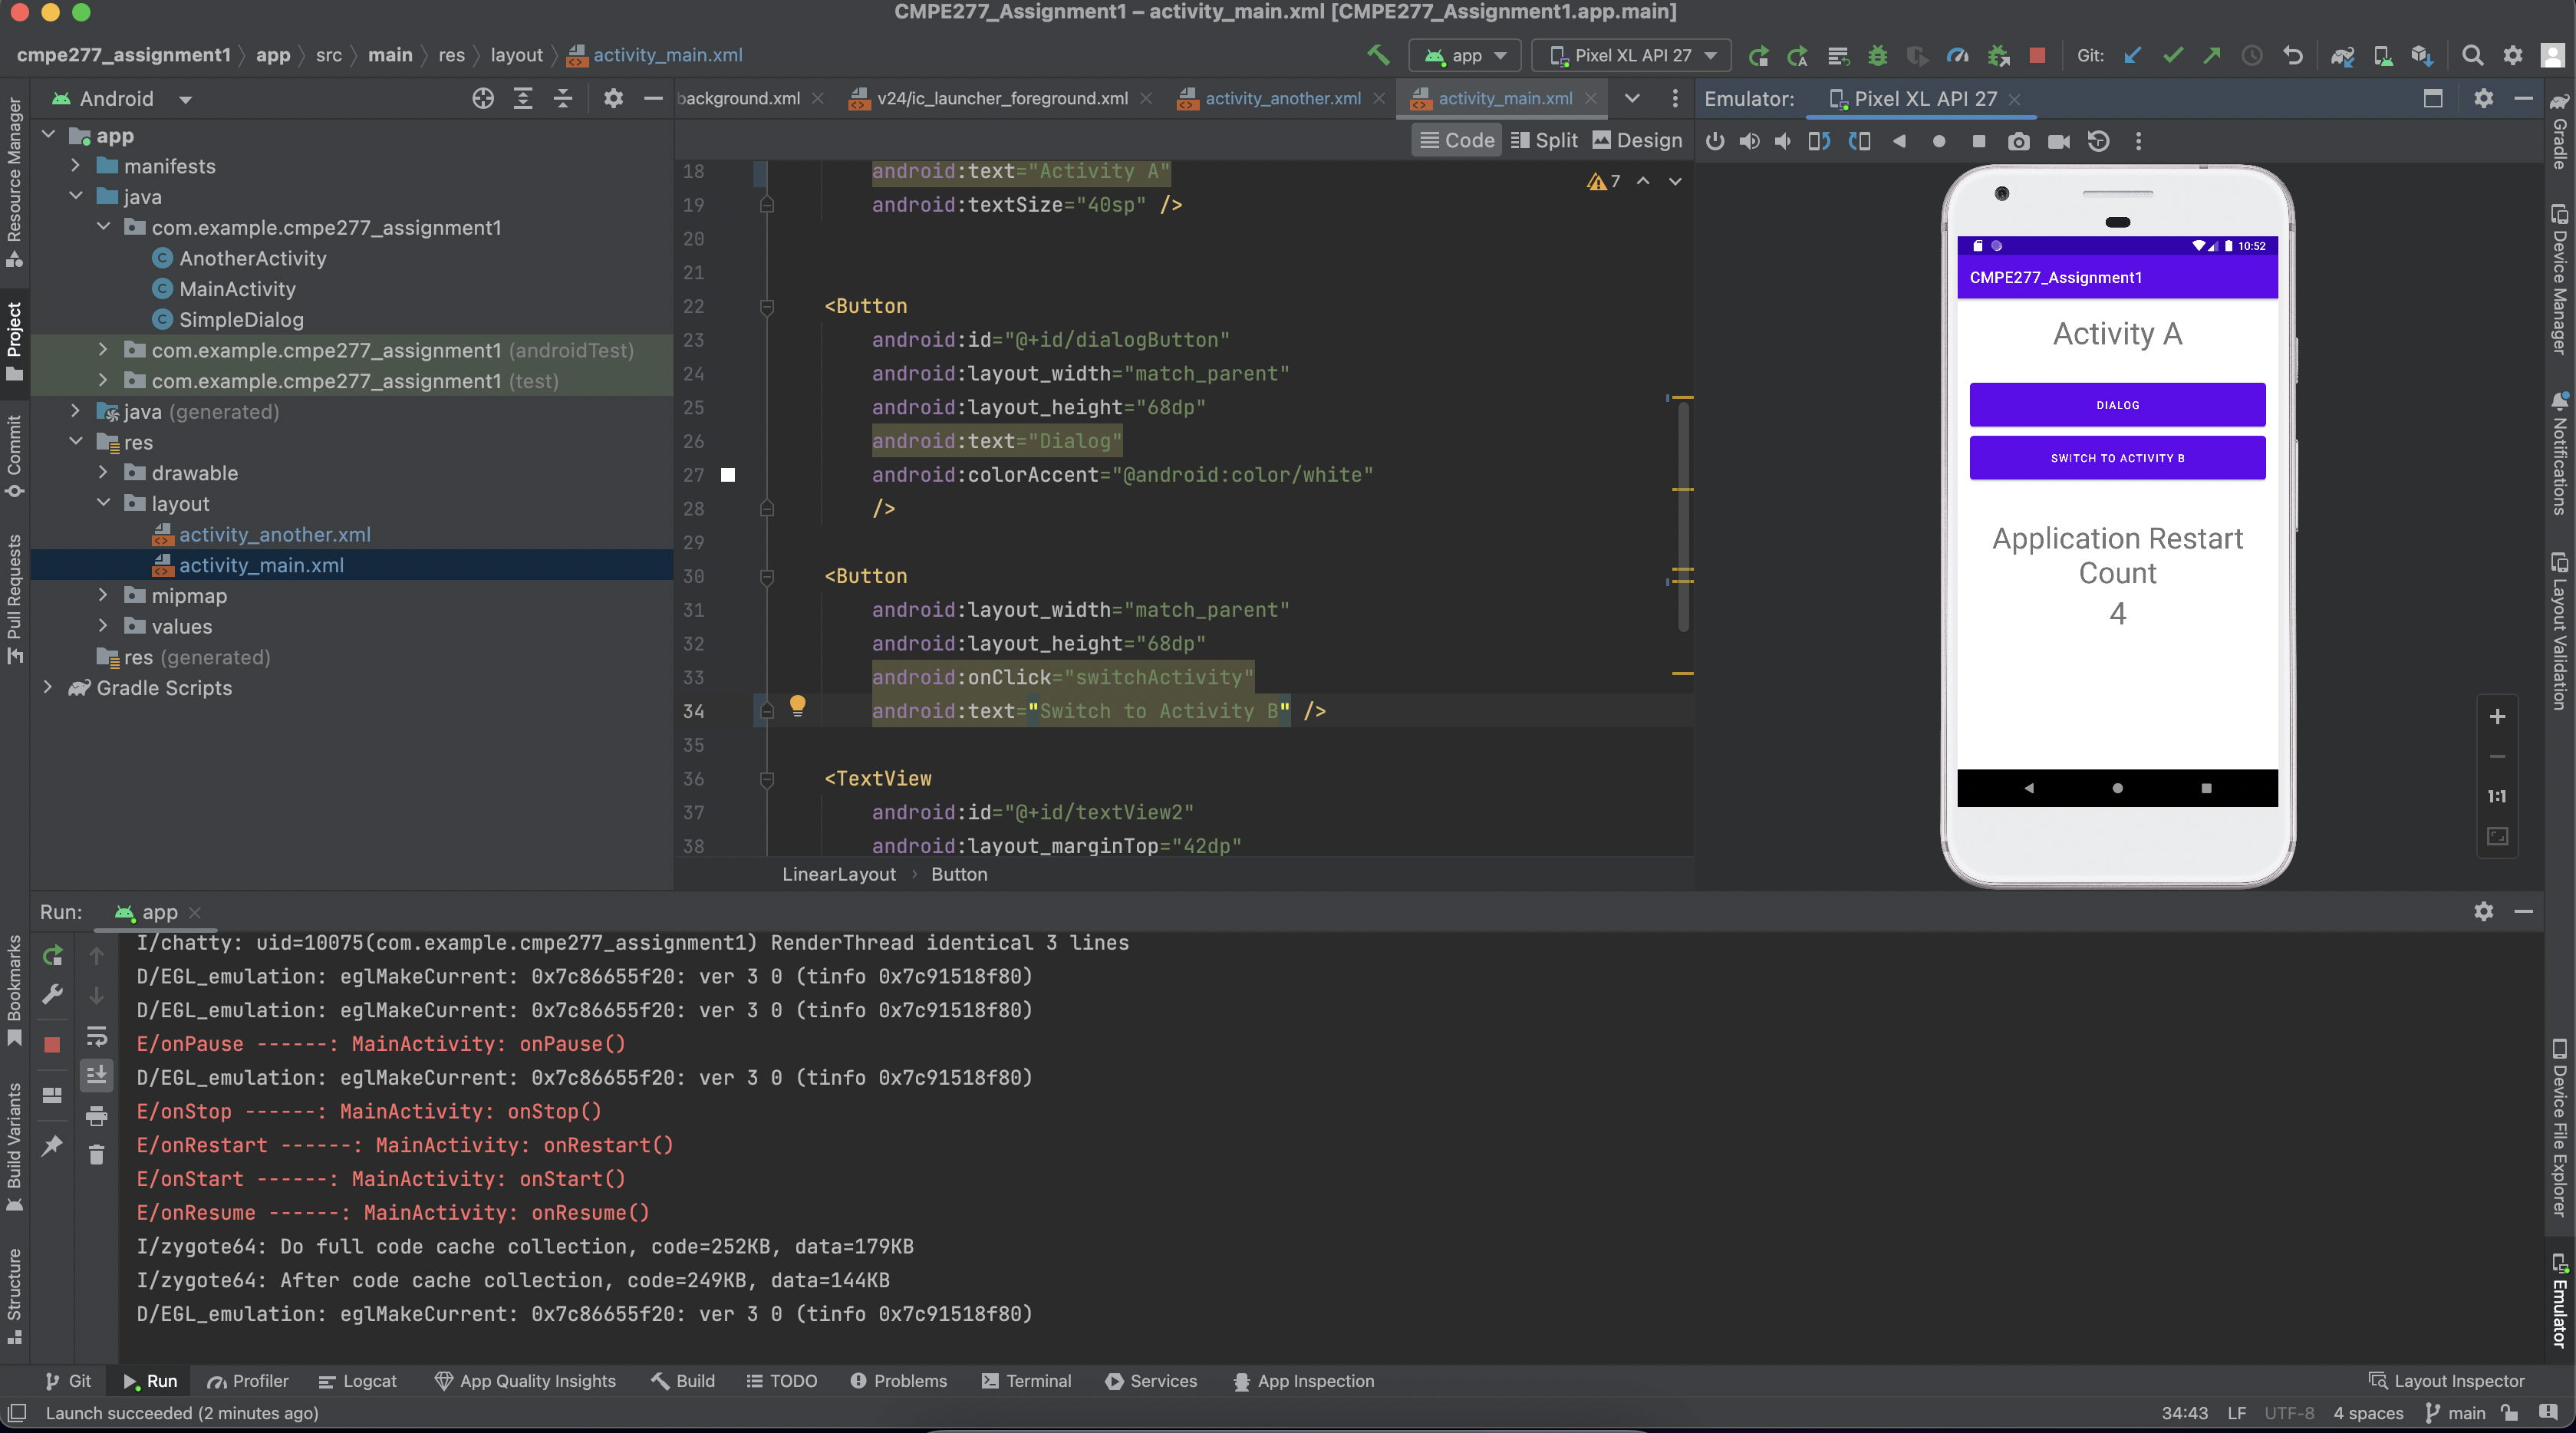 CMPE277_Assignment1 – activity_main.xml [CMPE277_Assignment1.app.main]
cmpe277_assignment1 app src main res layout activity_main.xml
app Pixel XL API 27 Git:
Android
background.xml v24/ic_launcher_foreground.xml activity_another.xml activity_main.xml
Emulator: Pixel XL API 27
Code Split Design
Resource Manager
Project
Commit
Pull Requests
Bookmarks
Build Variants
Structure
app
manifests
java
com.example.cmpe277_assignment1
AnotherActivity
MainActivity
SimpleDialog
com.example.cmpe277_assignment1 (androidTest)
com.example.cmpe277_assignment1 (test)
java (generated)
res
drawable
layout
activity_another.xml
activity_main.xml
mipmap
values
res (generated)
Gradle Scripts
7
18 android:text="Activity A"
19 android:textSize="40sp" />
20
21
22 <Button
23 android:id="@+id/dialogButton"
24 android:layout_width="match_parent"
25 android:layout_height="68dp"
26 android:text="Dialog"
27 android:colorAccent="@android:color/white"
28 />
29
30 <Button
31 android:layout_width="match_parent"
32 android:layout_height="68dp"
33 android:onClick="switchActivity"
34 android:text="Switch to Activity B" />
35
36 <TextView
37 android:id="@+id/textView2"
38 android:layout_marginTop="42dp"
LinearLayout › Button
10:52
CMPE277_Assignment1
Activity A
DIALOG
SWITCH TO ACTIVITY B
Application Restart
Count
4
1:1
Gradle
Device Manager
Notifications
Layout Validation
Device File Explorer
Emulator
Run: app
I/chatty: uid=10075(com.example.cmpe277_assignment1) RenderThread identical 3 lines
D/EGL_emulation: eglMakeCurrent: 0x7c86655f20: ver 3 0 (tinfo 0x7c91518f80)
D/EGL_emulation: eglMakeCurrent: 0x7c86655f20: ver 3 0 (tinfo 0x7c91518f80)
E/onPause ------: MainActivity: onPause()
D/EGL_emulation: eglMakeCurrent: 0x7c86655f20: ver 3 0 (tinfo 0x7c91518f80)
E/onStop ------: MainActivity: onStop()
E/onRestart ------: MainActivity: onRestart()
E/onStart ------: MainActivity: onStart()
E/onResume ------: MainActivity: onResume()
I/zygote64: Do full code cache collection, code=252KB, data=179KB
I/zygote64: After code cache collection, code=249KB, data=144KB
D/EGL_emulation: eglMakeCurrent: 0x7c86655f20: ver 3 0 (tinfo 0x7c91518f80)
Git Run Profiler Logcat App Quality Insights Build TODO Problems Terminal Services App Inspection Layout Inspector
Launch succeeded (2 minutes ago) 34:43 LF UTF-8 4 spaces main